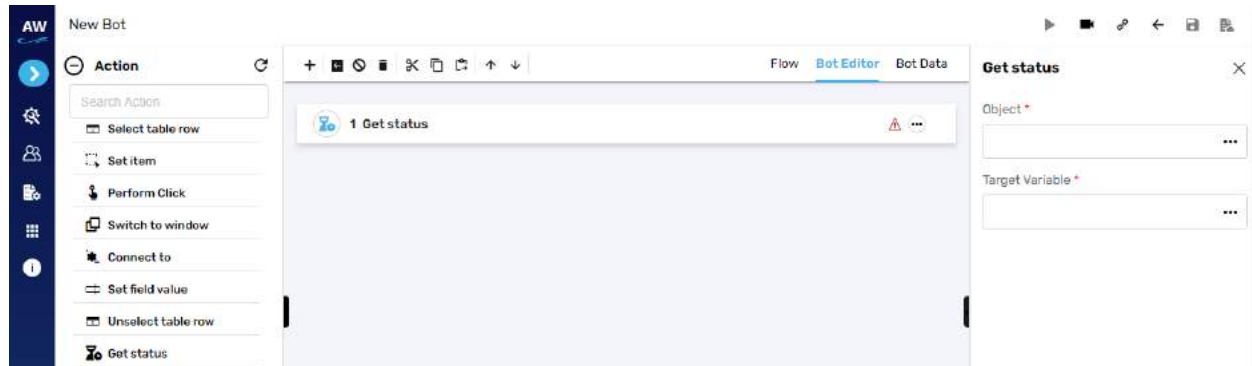 AW
New Bot
Action
Search Action
Select table row
Set item
Perform Click
Switch to window
Connect to
Set field value
Unselect table row
Get status
Flow
Bot Editor
Bot Data
1 Get status
Get status
Object *
Target Variable *